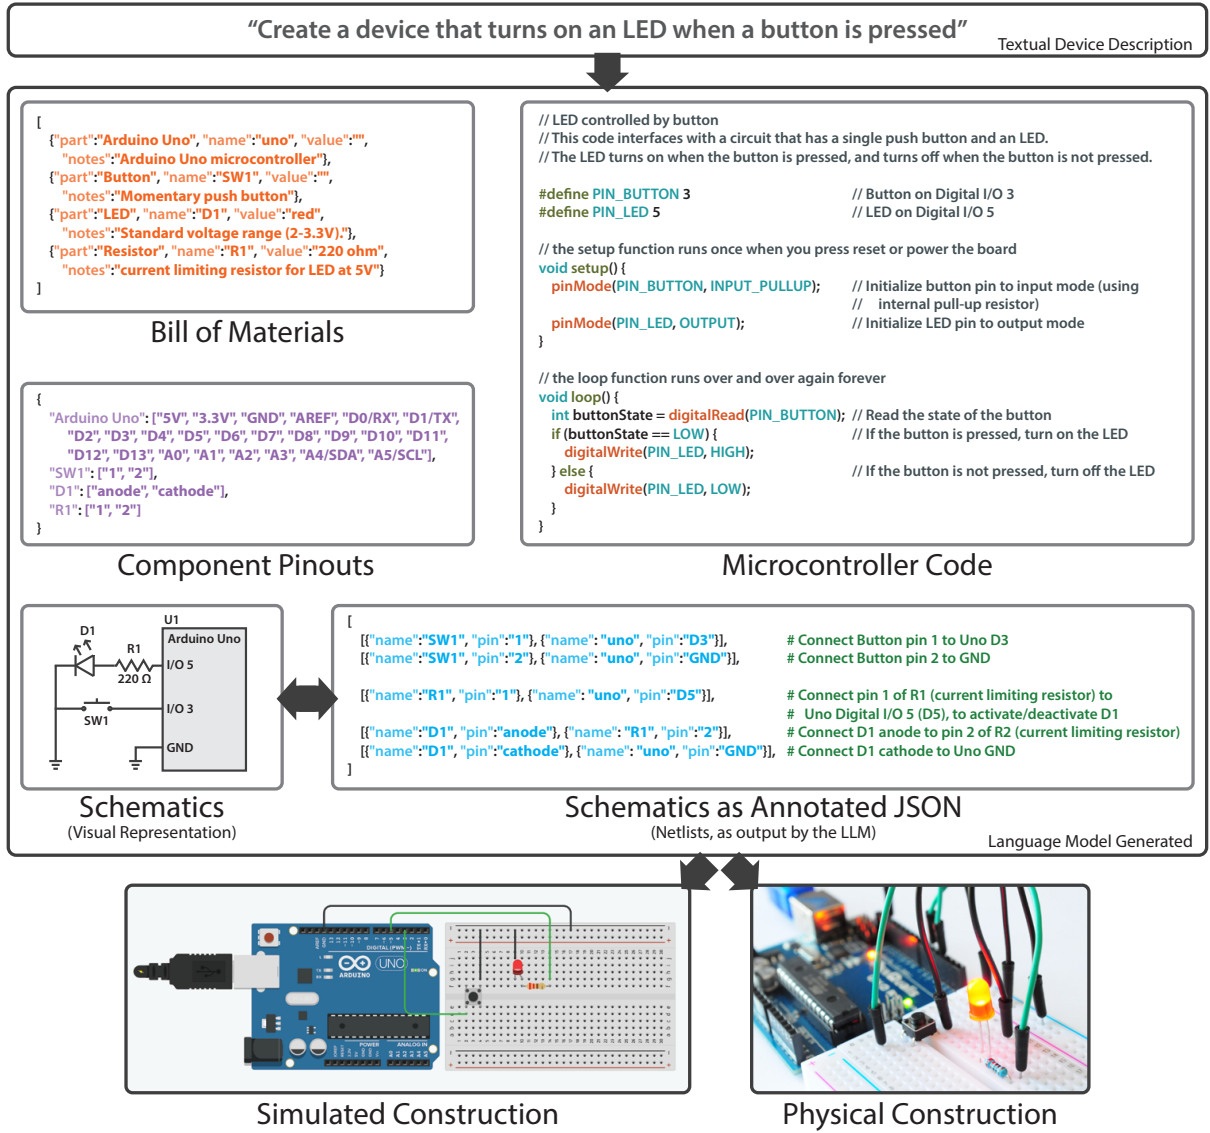 “Create a device that turns on an LED when a button is pressed”
Textual Device Description
[
{"part":"Arduino Uno", "name":"uno", "value":"",
"notes":"Arduino Uno microcontroller"},
{"part":"Button", "name":"SW1", "value":"",
"notes":"Momentary push button"},
{"part":"LED", "name":"D1", "value":"red",
"notes":"Standard voltage range (2-3.3V)."},
{"part":"Resistor", "name":"R1", "value":"220 ohm",
"notes":"current limiting resistor for LED at 5V"}
]
Bill of Materials
{
"Arduino Uno": ["5V", "3.3V", "GND", "AREF", "D0/RX", "D1/TX",
"D2", "D3", "D4", "D5", "D6", "D7", "D8", "D9", "D10", "D11",
"D12", "D13", "A0", "A1", "A2", "A3", "A4/SDA", "A5/SCL"],
"SW1": ["1", "2"],
"D1": ["anode", "cathode"],
"R1": ["1", "2"]
}
Component Pinouts
// LED controlled by button
// This code interfaces with a circuit that has a single push button and an LED.
// The LED turns on when the button is pressed, and turns off when the button is not pressed.
#define PIN_BUTTON 3 // Button on Digital I/O 3
#define PIN_LED 5 // LED on Digital I/O 5
// the setup function runs once when you press reset or power the board
void setup() {
pinMode(PIN_BUTTON, INPUT_PULLUP); // Initialize button pin to input mode (using
// internal pull-up resistor)
pinMode(PIN_LED, OUTPUT); // Initialize LED pin to output mode
}
// the loop function runs over and over again forever
void loop() {
int buttonState = digitalRead(PIN_BUTTON); // Read the state of the button
if (buttonState == LOW) { // If the button is pressed, turn on the LED
digitalWrite(PIN_LED, HIGH);
} else { // If the button is not pressed, turn off the LED
digitalWrite(PIN_LED, LOW);
}
}
Microcontroller Code
U1
D1
R1
Arduino Uno
I/O 5
220 Ω
I/O 3
SW1
GND
Schematics
(Visual Representation)
[
[{"name":"SW1", "pin":"1"}, {"name": "uno", "pin":"D3"}], # Connect Button pin 1 to Uno D3
[{"name":"SW1", "pin":"2"}, {"name": "uno", "pin":"GND"}], # Connect Button pin 2 to GND
[{"name":"R1", "pin":"1"}, {"name": "uno", "pin":"D5"}], # Connect pin 1 of R1 (current limiting resistor) to
# Uno Digital I/O 5 (D5), to activate/deactivate D1
[{"name":"D1", "pin":"anode"}, {"name": "R1", "pin":"2"}], # Connect D1 anode to pin 2 of R2 (current limiting resistor)
[{"name":"D1", "pin":"cathode"}, {"name": "uno", "pin":"GND"}], # Connect D1 cathode to Uno GND
]
Schematics as Annotated JSON
(Netlists, as output by the LLM)
Language Model Generated
DIGITAL (PWM
UNO
ARDUINO
POWER
ANALOG IN
Simulated Construction
Physical Construction